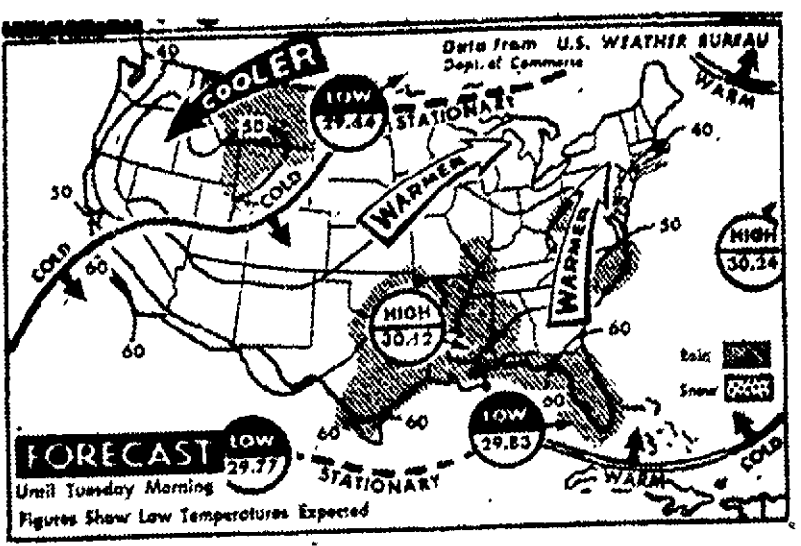 Data from U.S. WEATHER BUREAU
Dept. of Commerce
40
COOLER
LOW
29.44
STATIONARY
WARM
50
40
COLD
WARMER
50
COLD
60
WARMER
50
HIGH
30.24
HIGH
30.12
60
60
Rain
Snow
60
60
60
LOW
29.83
LOW
29.77
STATIONARY
WARM
COLD
FORECAST
Until Tuesday Morning
Figures Show Low Temperatures Expected